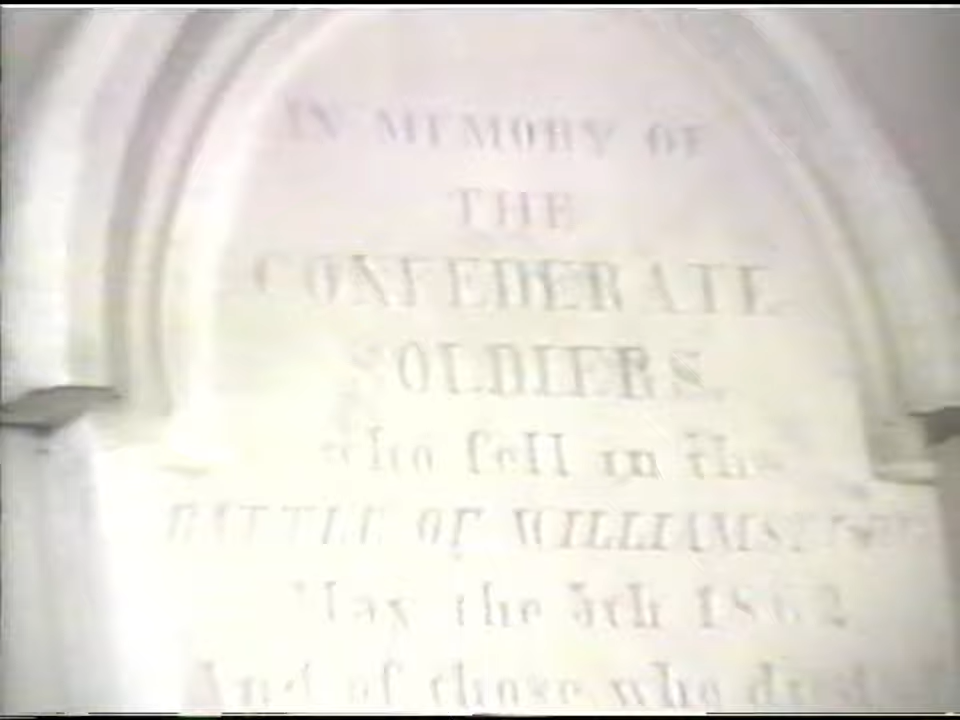 IN MEMORY OF
THE
CONFEDERATE
SOLDIERS
who fell in the
BATTLE OF WILLIAMSBURG
May the 5th 1862
And of those who died